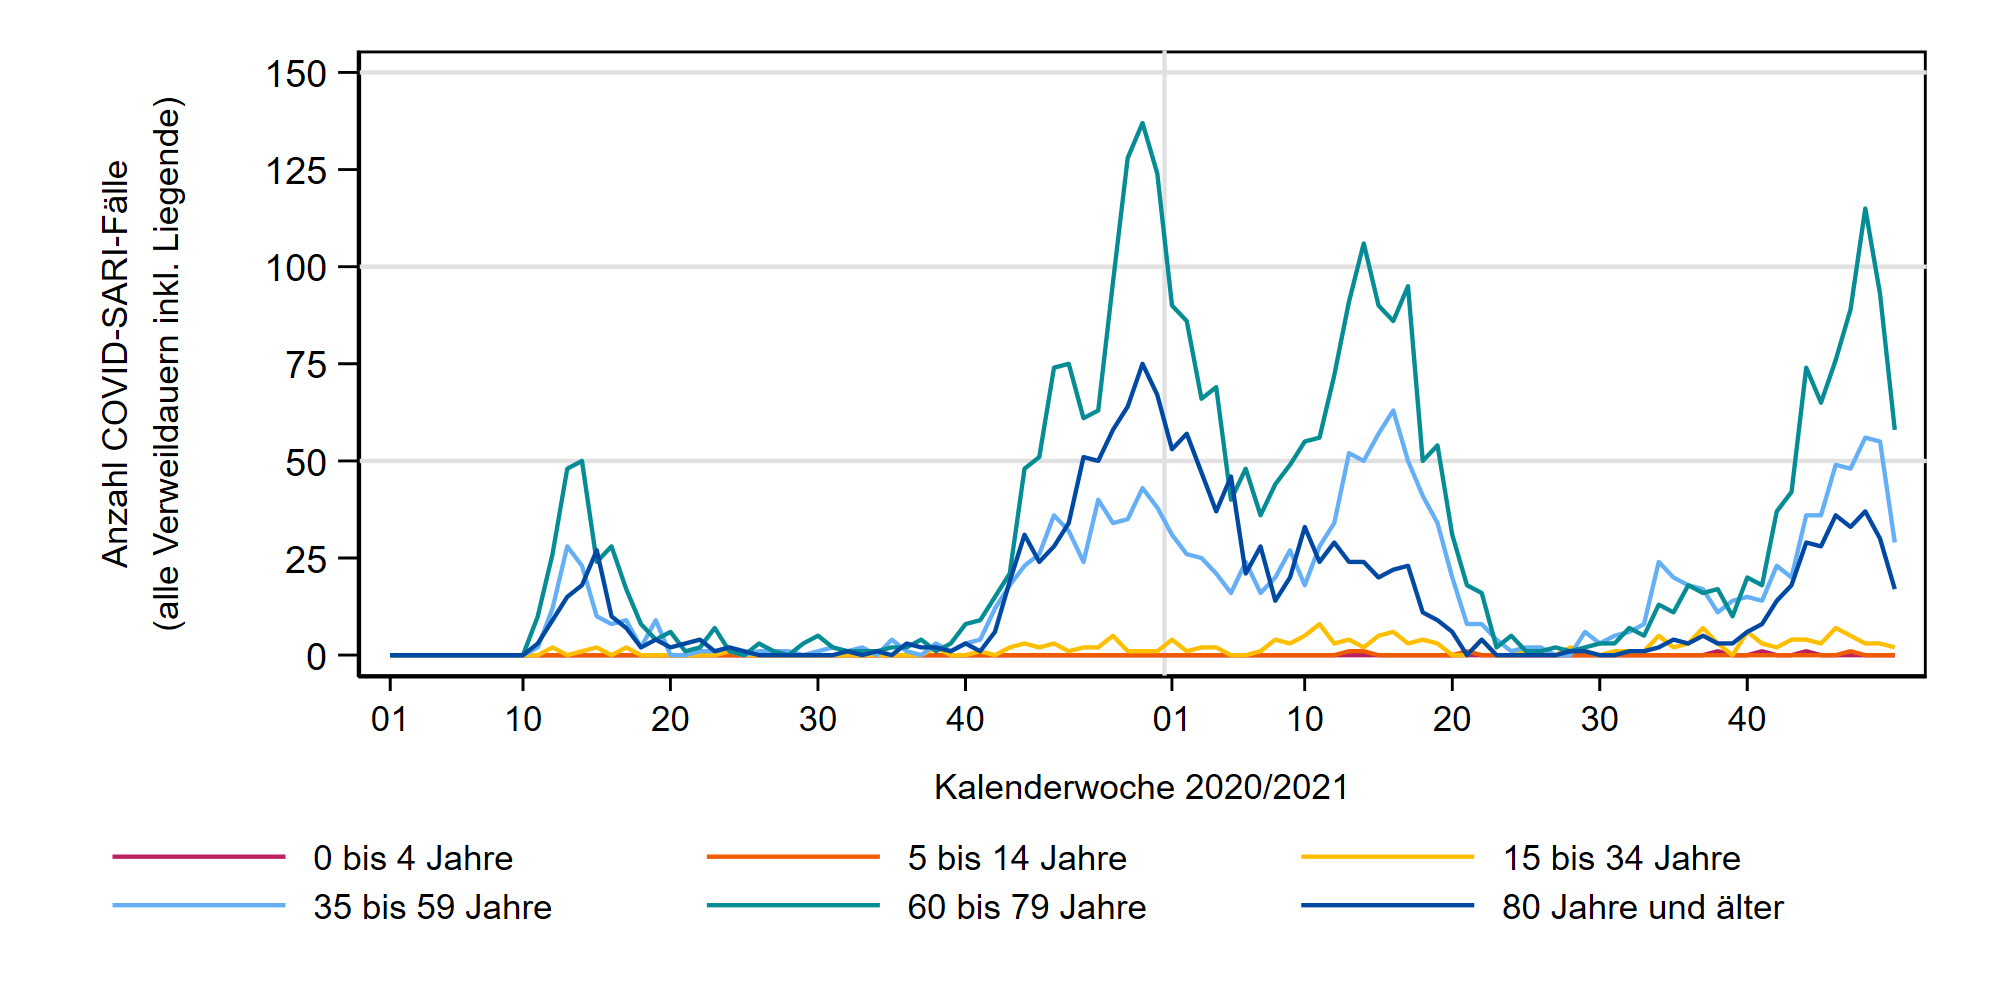 Anzahl COVID-SARI-Fälle
(alle Verweildauern inkl. Liegende)
150
125
100
75
50
25
0
01 10 20 30 40 01 10 20 30 40
Kalenderwoche 2020/2021
0 bis 4 Jahre 5 bis 14 Jahre 15 bis 34 Jahre
35 bis 59 Jahre 60 bis 79 Jahre 80 Jahre und älter